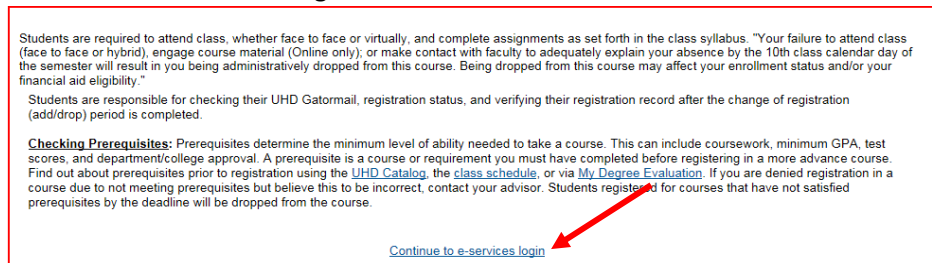 Students are required to attend class, whether face to face or virtually, and complete assignments as set forth in the class syllabus. "Your failure to attend class
(face to face or hybrid), engage course material (Online only); or make contact with faculty to adequately explain your absence by the 10th class calendar day of
the semester will result in you being administratively dropped from this course. Being dropped from this course may affect your enrollment status and/or your
financial aid eligibility."
Students are responsible for checking their UHD Gatormail, registration status, and verifying their registration record after the change of registration
(add/drop) period is completed.
Checking Prerequisites: Prerequisites determine the minimum level of ability needed to take a course. This can include coursework, minimum GPA, test
scores, and department/college approval. A prerequisite is a course or requirement you must have completed before registering in a more advance course.
Find out about prerequisites prior to registration using the UHD Catalog, the class schedule, or via My Degree Evaluation. If you are denied registration in a
course due to not meeting prerequisites but believe this to be incorrect, contact your advisor. Students registered for courses that have not satisfied
prerequisites by the deadline will be dropped from the course.
Continue to e-services login